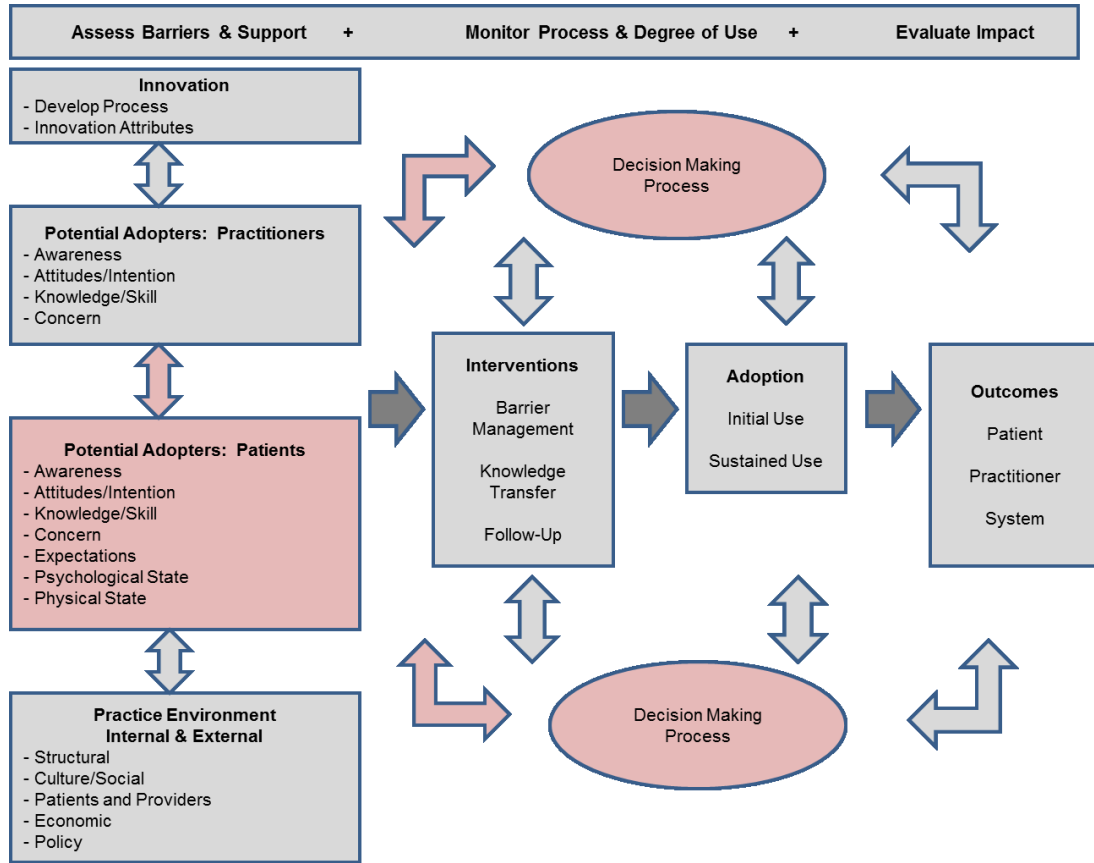 Assess Barriers & Support + Monitor Process & Degree of Use + Evaluate Impact
Innovation
- Develop Process
- Innovation Attributes
Potential Adopters: Practitioners
- Awareness
- Attitudes/Intention
- Knowledge/Skill
- Concern
Potential Adopters: Patients
- Awareness
- Attitudes/Intention
- Knowledge/Skill
- Concern
- Expectations
- Psychological State
- Physical State
Practice Environment
Internal & External
- Structural
- Culture/Social
- Patients and Providers
- Economic
- Policy
Decision Making
Process
Interventions
Barrier
Management
Knowledge
Transfer
Follow-Up
Adoption
Initial Use
Sustained Use
Outcomes
Patient
Practitioner
System
Decision Making
Process